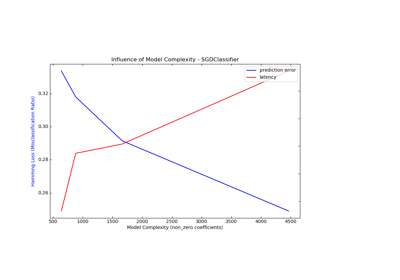 Influence of Model Complexity - SGDClassifier
prediction error
latency
Hamming Loss (Misclassification Ratio)
0.32
0.30
0.28
0.26
500 1000 1500 2000 2500 3000 3500 4000 4500
Model Complexity (non_zero coefficients)